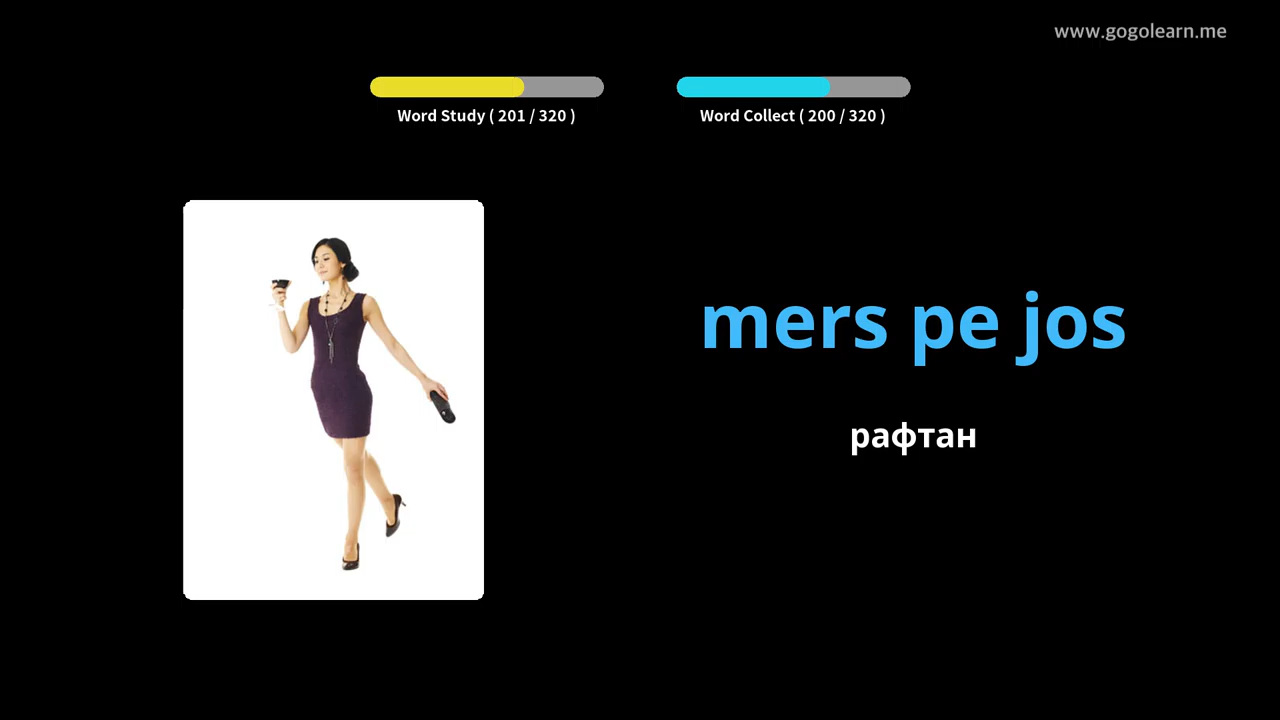 www.gogolearn.me
Word Study ( 201 / 320 )
Word Collect ( 200 / 320 )
mers pe jos
рафтан